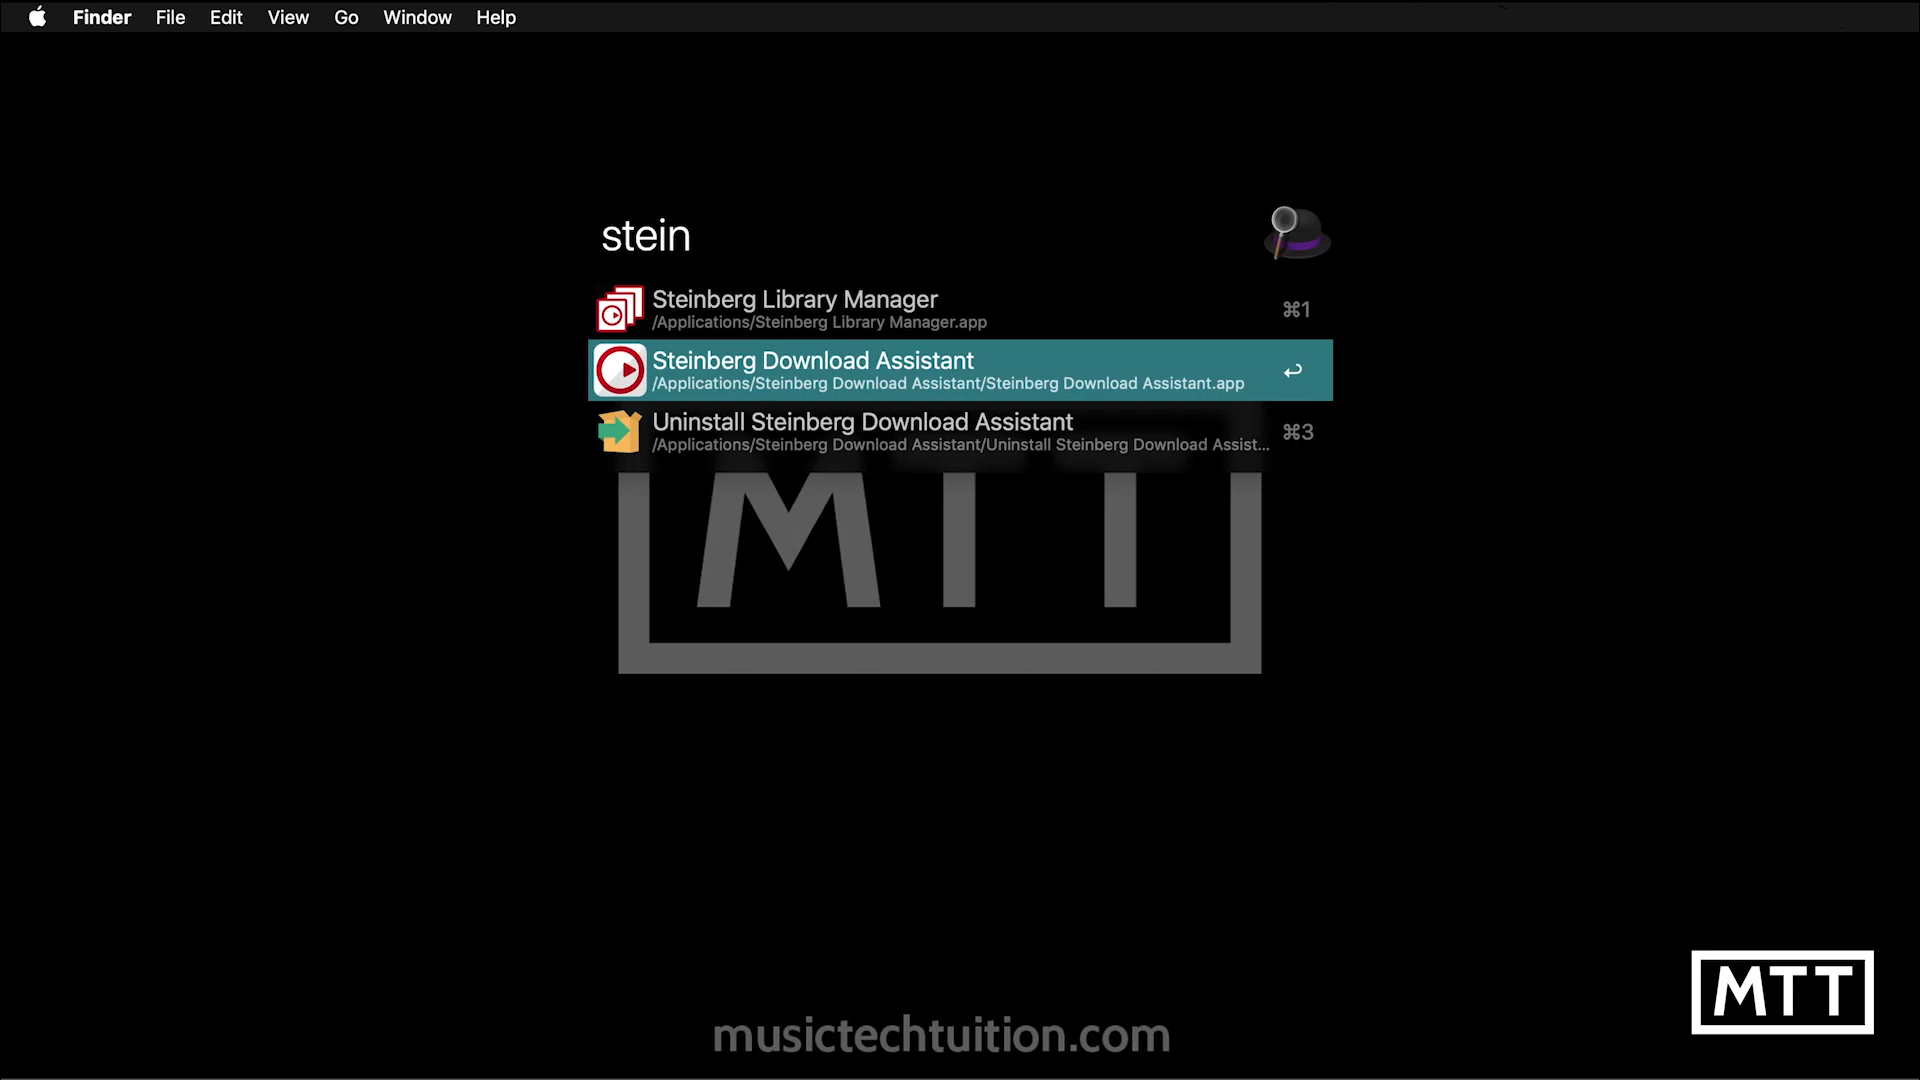 Finder File Edit View Go Window Help
stein
Steinberg Library Manager
/Applications/Steinberg Library Manager.app
⌘1
Steinberg Download Assistant
/Applications/Steinberg Download Assistant/Steinberg Download Assistant.app
↩
Uninstall Steinberg Download Assistant
/Applications/Steinberg Download Assistant/Uninstall Steinberg Download Assist...
⌘3
MTT
MTT
musictechtuition.com